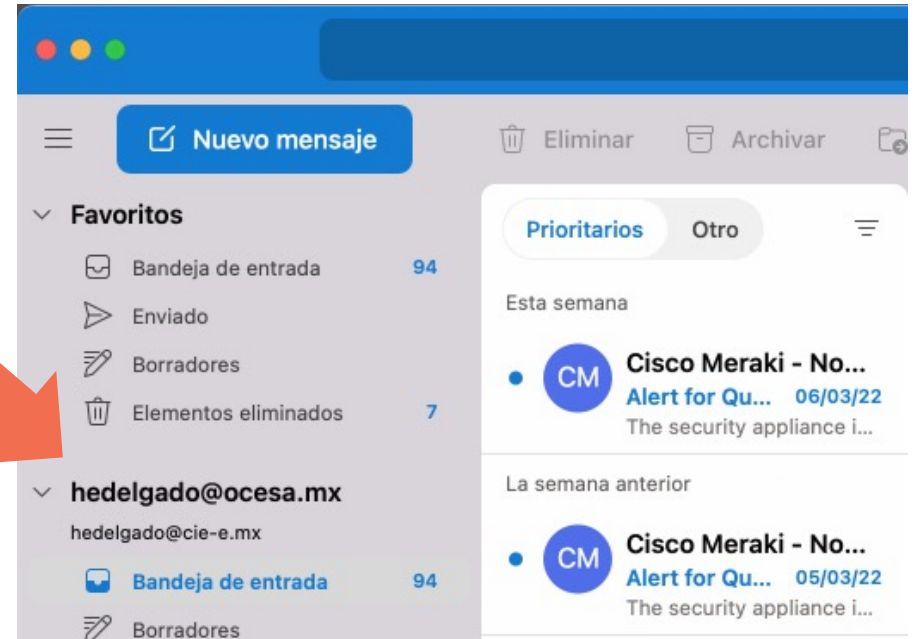 Nuevo mensaje
Eliminar
Archivar
Favoritos
Bandeja de entrada 94
Enviado
Borradores
Elementos eliminados 7
hedelgado@ocesa.mx
hedelgado@cie-e.mx
Bandeja de entrada 94
Borradores
Prioritarios Otro
Esta semana
CM
Cisco Meraki - No...
Alert for Qu... 06/03/22
The security appliance i...
La semana anterior
CM
Cisco Meraki - No...
Alert for Qu... 05/03/22
The security appliance i...